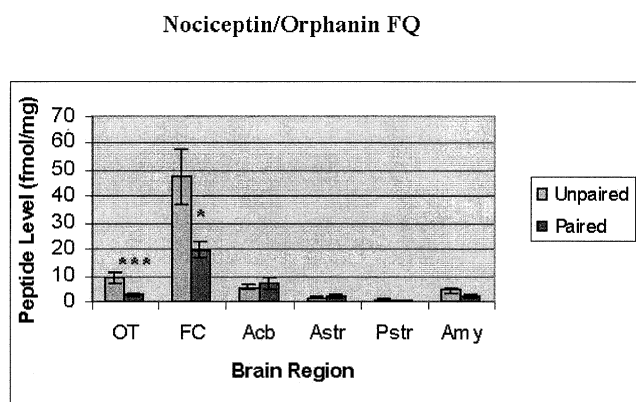 Nociceptin/Orphanin FQ
Peptide Level (fmol/mg)
70
60
50
40
30
20
10
0
***
*
OT FC Acb Astr Pstr Amy
Brain Region
Unpaired
Paired